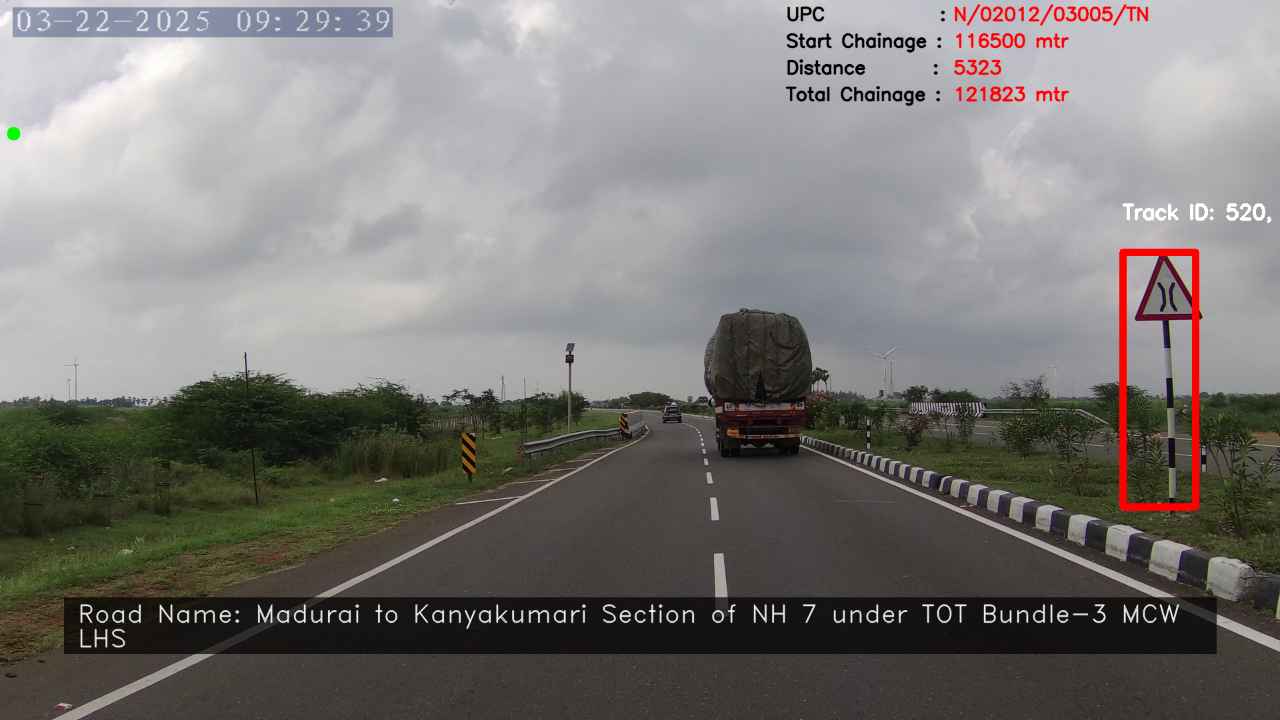 03-22-2025 09:29:39
UPC : N/02012/03005/TN
Start Chainage : 116500 mtr
Distance : 5323
Total Chainage : 121823 mtr
Track ID: 520,
Road Name: Madurai to Kanyakumari Section of NH 7 under TOT Bundle-3 MCW
LHS